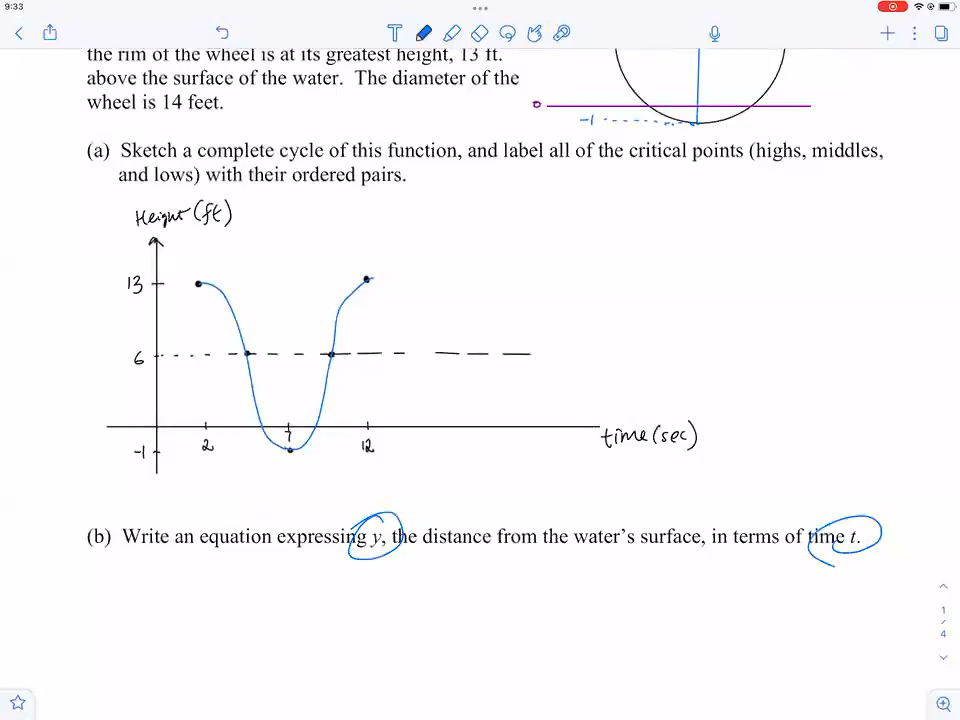 9:33
the rim of the wheel is at its greatest height, 13 ft.
above the surface of the water. The diameter of the
wheel is 14 feet.
0
-1
(a) Sketch a complete cycle of this function, and label all of the critical points (highs, middles,
and lows) with their ordered pairs.
Height (ft)
13
6
2
7
12
-1
time (sec)
(b) Write an equation expressing y, the distance from the water's surface, in terms of time t.
1
/
4